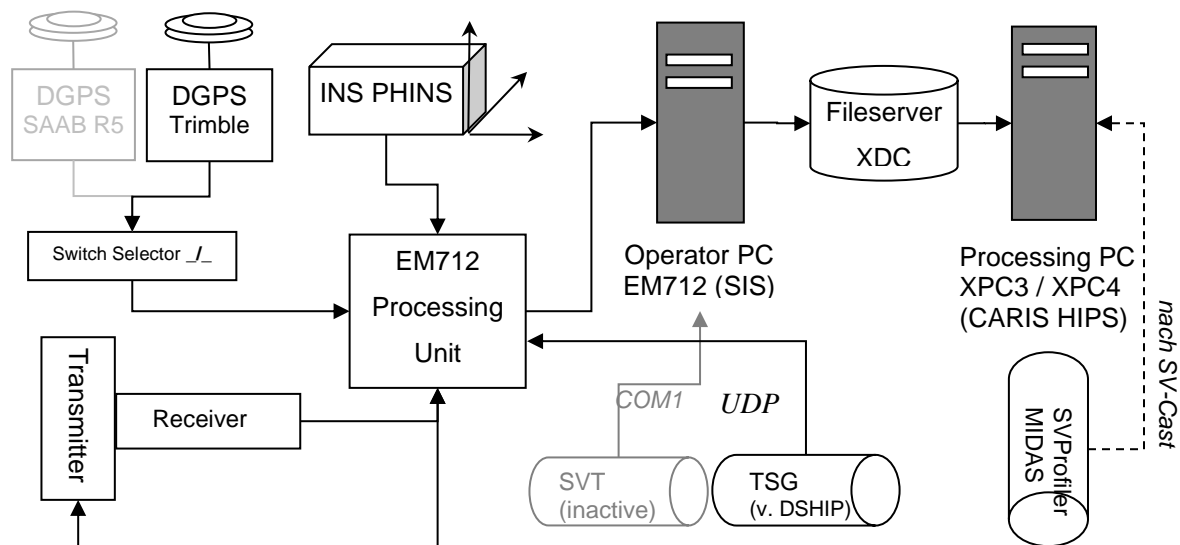 DGPS
SAAB R5
DGPS
Trimble
INS PHINS
Fileserver
XDC
Switch Selector _/_
EM712
Processing
Unit
Operator PC
EM712 (SIS)
Processing PC
XPC3 / XPC4
(CARIS HIPS)
nach SV-Cast
Transmitter
Receiver
COM1
UDP
SVT
(inactive)
TSG
(v. DSHIP)
SVProfiler
MIDAS